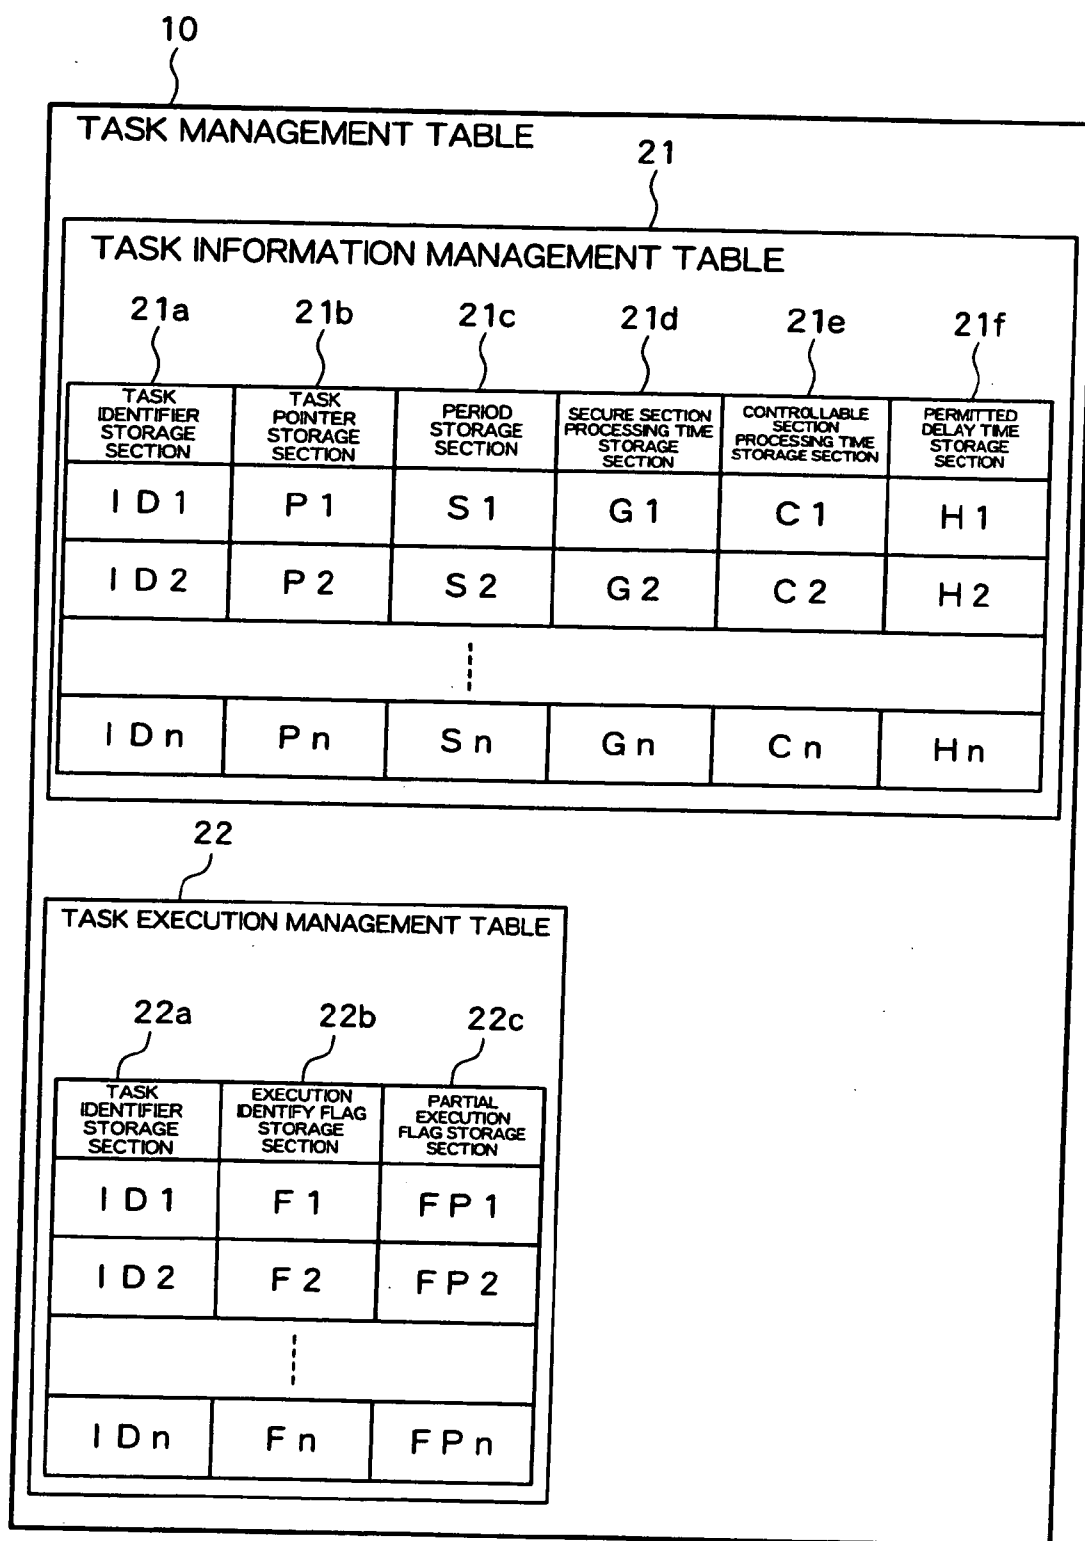 10
TASK MANAGEMENT TABLE
21
TASK INFORMATION MANAGEMENT TABLE
21a 21b 21c 21d 21e 21f
TASK IDENTIFIER STORAGE SECTION
TASK POINTER STORAGE SECTION
PERIOD STORAGE SECTION
SECURE SECTION PROCESSING TIME STORAGE SECTION
CONTROLLABLE SECTION PROCESSING TIME STORAGE SECTION
PERMITTED DELAY TIME STORAGE SECTION
ID1 P1 S1 G1 C1 H1
ID2 P2 S2 G2 C2 H2
IDn Pn Sn Gn Cn Hn
22
TASK EXECUTION MANAGEMENT TABLE
22a 22b 22c
TASK IDENTIFIER STORAGE SECTION
EXECUTION IDENTIFY FLAG STORAGE SECTION
PARTIAL EXECUTION FLAG STORAGE SECTION
ID1 F1 FP1
ID2 F2 FP2
IDn Fn FPn